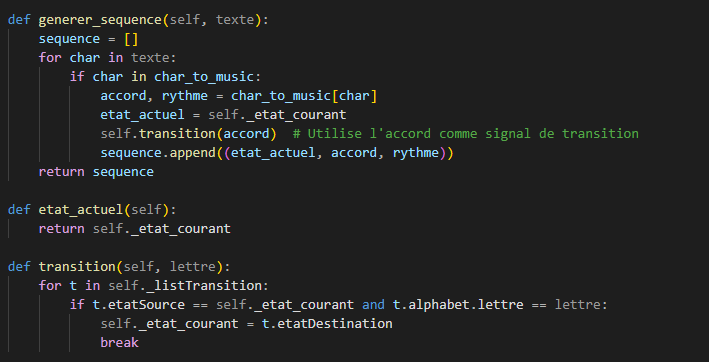 def generer_sequence(self, texte):
    sequence = []
    for char in texte:
        if char in char_to_music:
            accord, rythme = char_to_music[char]
            etat_actuel = self._etat_courant
            self.transition(accord)  # Utilise l'accord comme signal de transition
            sequence.append((etat_actuel, accord, rythme))
    return sequence

def etat_actuel(self):
    return self._etat_courant

def transition(self, lettre):
    for t in self._listTransition:
        if t.etatSource == self._etat_courant and t.alphabet.lettre == lettre:
            self._etat_courant = t.etatDestination
            break